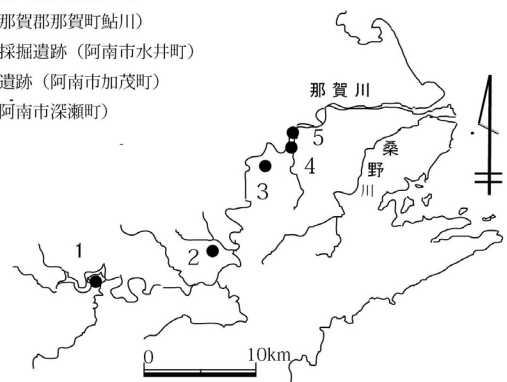 那賀郡那賀町鮎川）
採掘遺跡（阿南市水井町）
遺跡（阿南市加茂町）
阿南市深瀬町）
那賀川
桑野川
1
2
3
4
5
0
10km